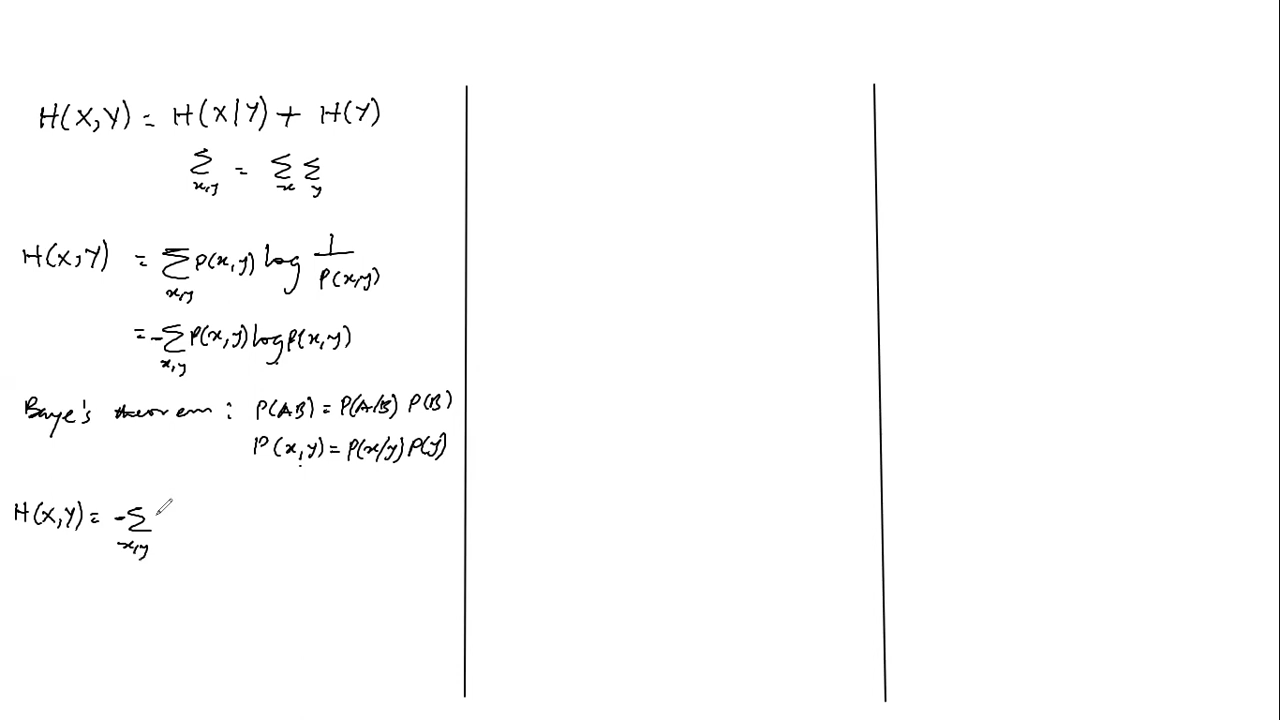 H(X,Y) = H(X|Y) + H(Y)
∑x,y = ∑x ∑y
H(X,Y) = ∑x,y P(x,y) log 1/P(x,y)
= -∑x,y P(x,y) log P(x,y)
Baye's theorem : P(AB) = P(A/B) P(B)
P(x,y) = P(x/y) P(y)
H(X,Y) = -∑x,y